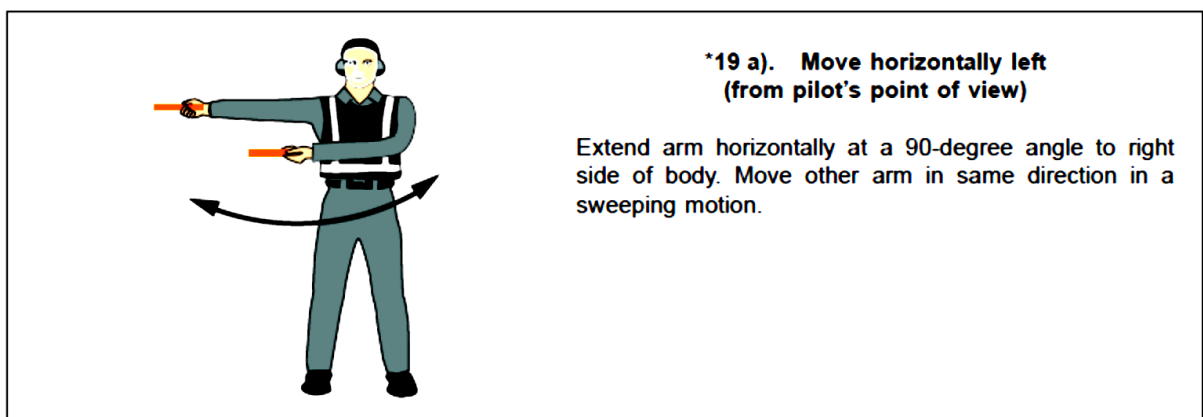 *19 a). Move horizontally left
(from pilot's point of view)
Extend arm horizontally at a 90-degree angle to right
side of body. Move other arm in same direction in a
sweeping motion.